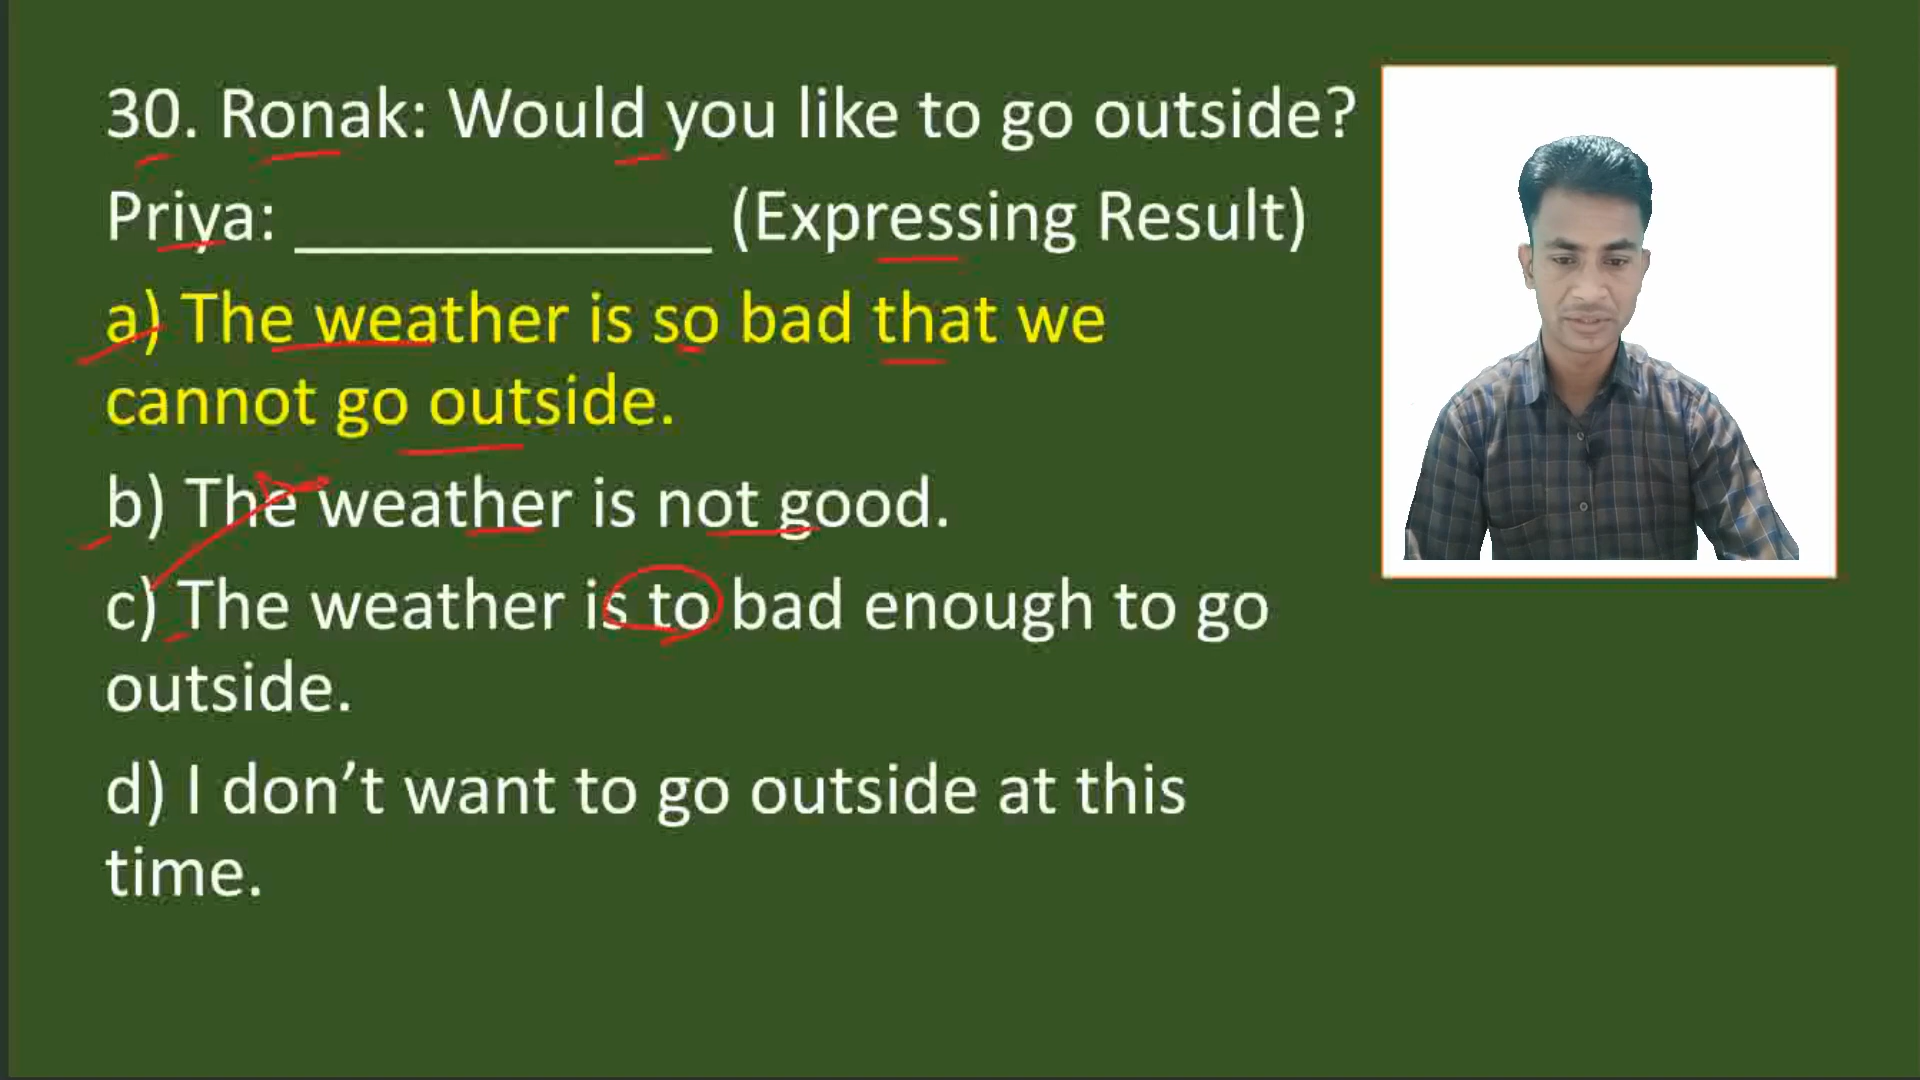 30. Ronak: Would you like to go outside?
Priya: _____________ (Expressing Result)
a) The weather is so bad that we
cannot go outside.
b) The weather is not good.
c) The weather is to bad enough to go
outside.
d) I don’t want to go outside at this
time.